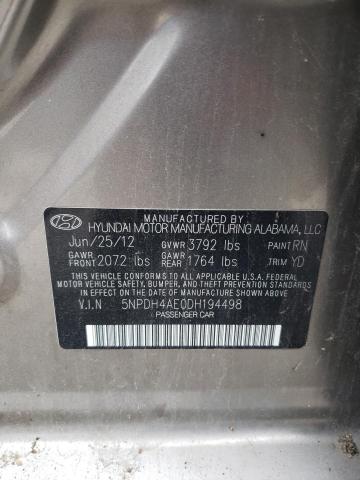 MANUFACTURED BY
HYUNDAI MOTOR MANUFACTURING ALABAMA, LLC
Jun/25/12 GVWR 3792 lbs PAINT RN
GAWR FRONT 2072 lbs GAWR REAR 1764 lbs TRIM YD
THIS VEHICLE CONFORMS TO ALL APPLICABLE U.S.A. FEDERAL
MOTOR VEHICLE SAFETY, BUMPER, AND THEFT PREVENTION STANDARDS
IN EFFECT ON THE DATE OF MANUFACTURE SHOWN ABOVE.
V.I.N 5NPDH4AE0DH194498
PASSENGER CAR